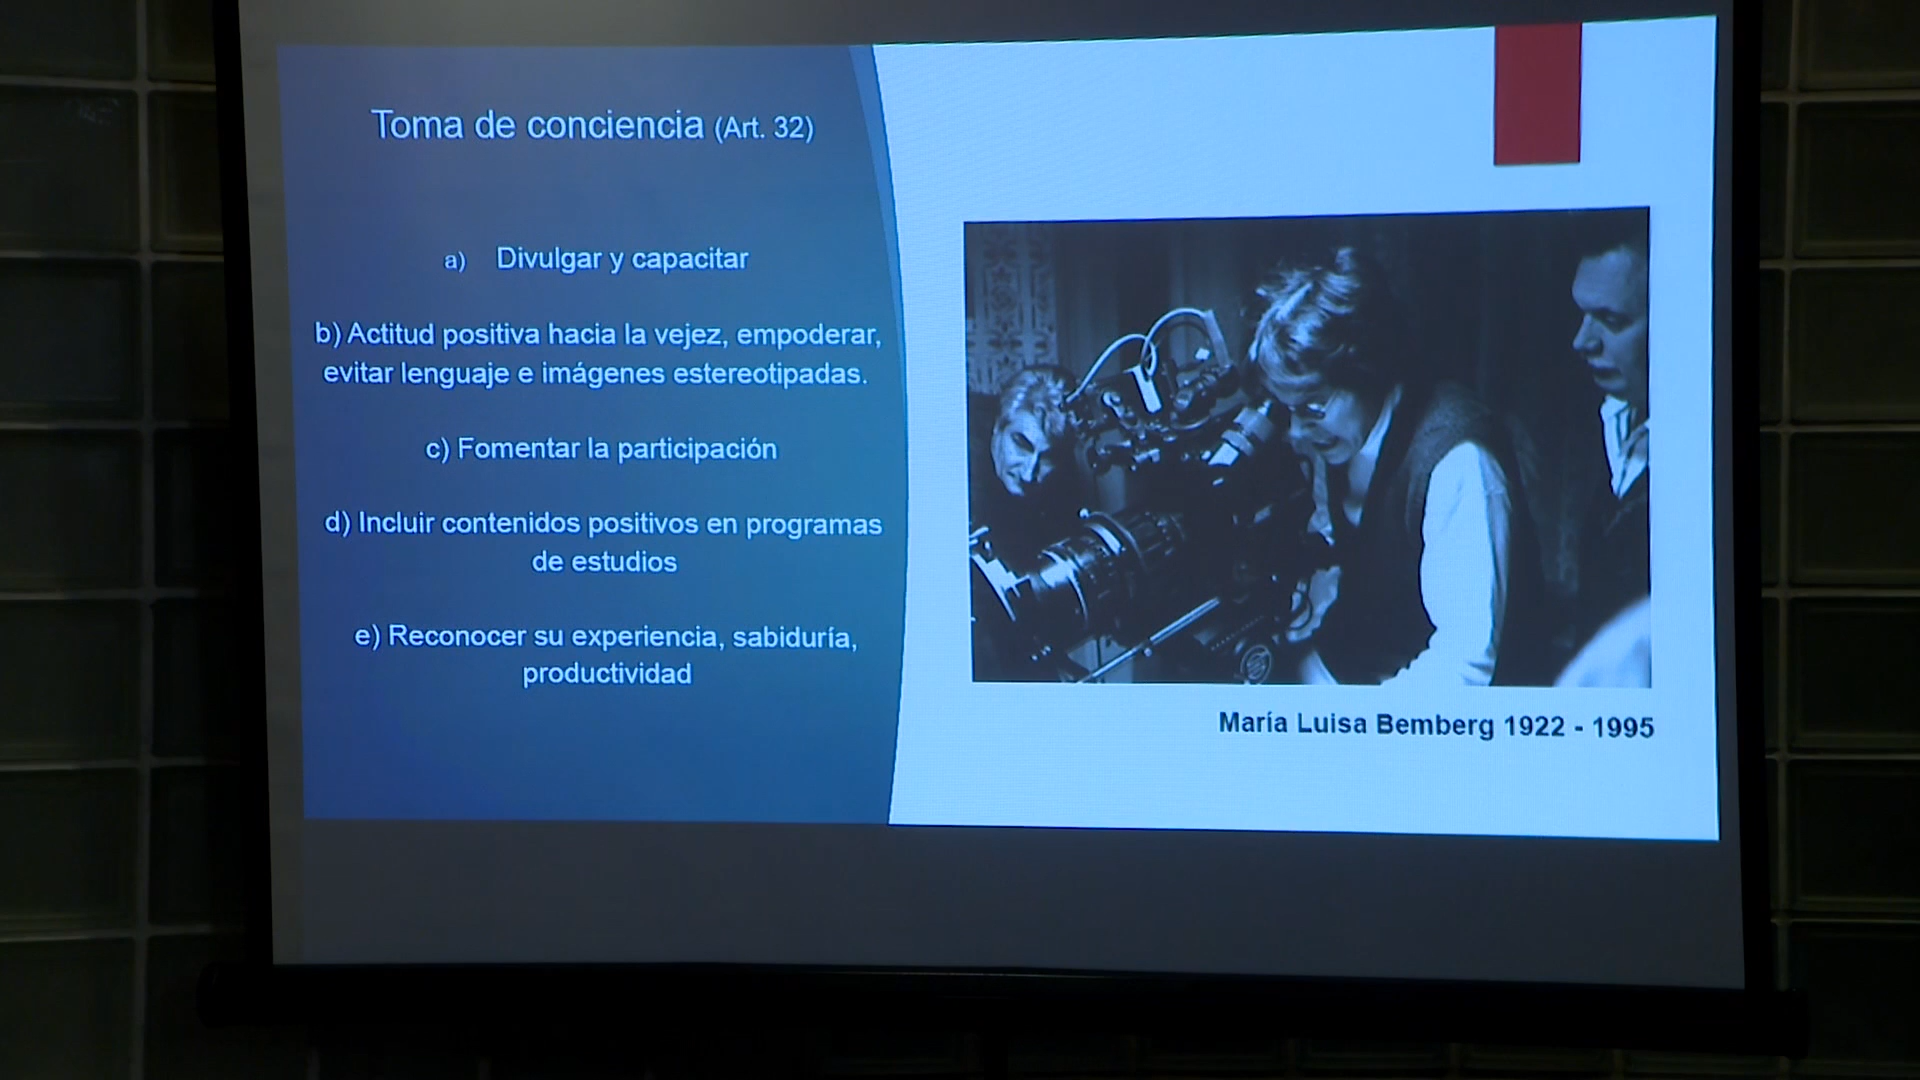 Toma de conciencia (Art. 32)
a) Divulgar y capacitar
b) Actitud positiva hacia la vejez, empoderar,
evitar lenguaje e imágenes estereotipadas.
c) Fomentar la participación
d) Incluir contenidos positivos en programas
de estudios
e) Reconocer su experiencia, sabiduría,
productividad
María Luisa Bemberg 1922 - 1995